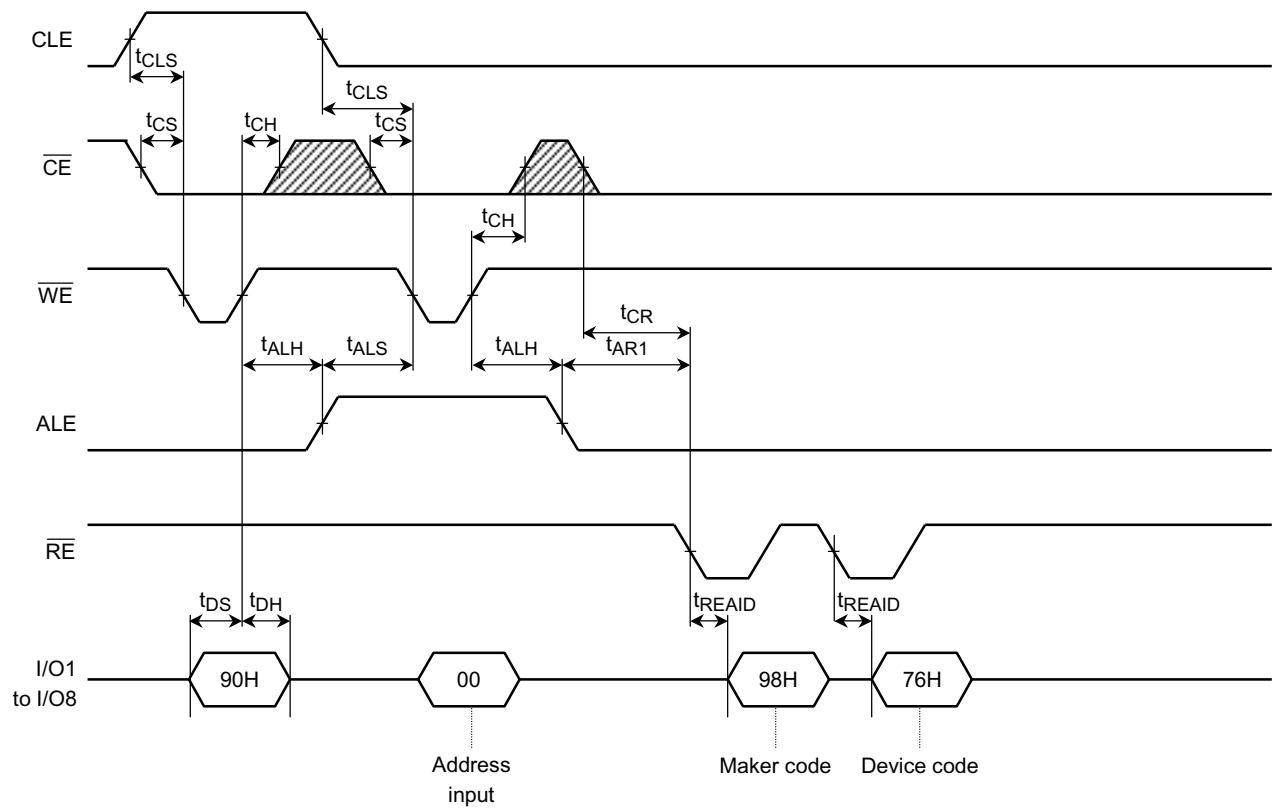 CLE
tCLS
tCLS
tCS
tCH
tCS
CE
tCH
WE
tCR
tALH
tALS
tALH
tAR1
ALE
RE
tDS
tDH
tREAID
tREAID
I/O1
to I/O8
90H
00
98H
76H
Address
input
Maker code
Device code